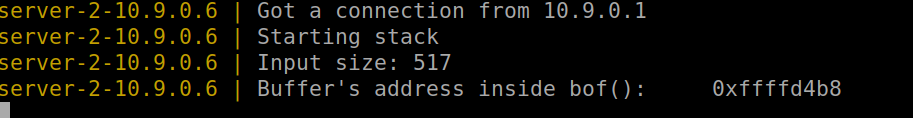 server-2-10.9.0.6 | Got a connection from 10.9.0.1
server-2-10.9.0.6 | Starting stack
server-2-10.9.0.6 | Input size: 517
server-2-10.9.0.6 | Buffer's address inside bof():     0xffffd4b8